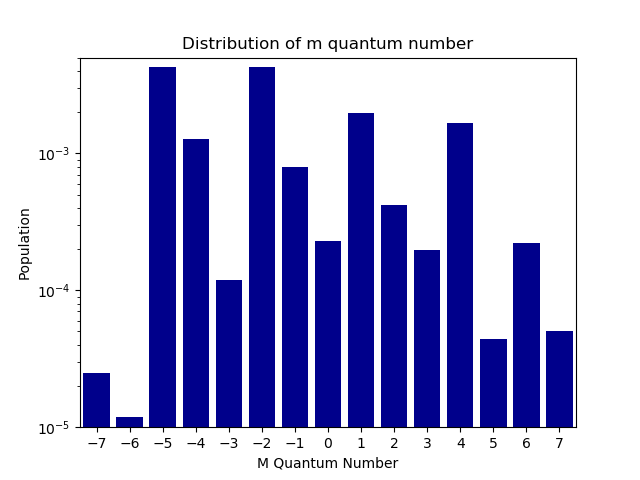 Distribution of m quantum number
Population
10⁻³
10⁻⁴
10⁻⁵
−7 −6 −5 −4 −3 −2 −1 0 1 2 3 4 5 6 7
M Quantum Number